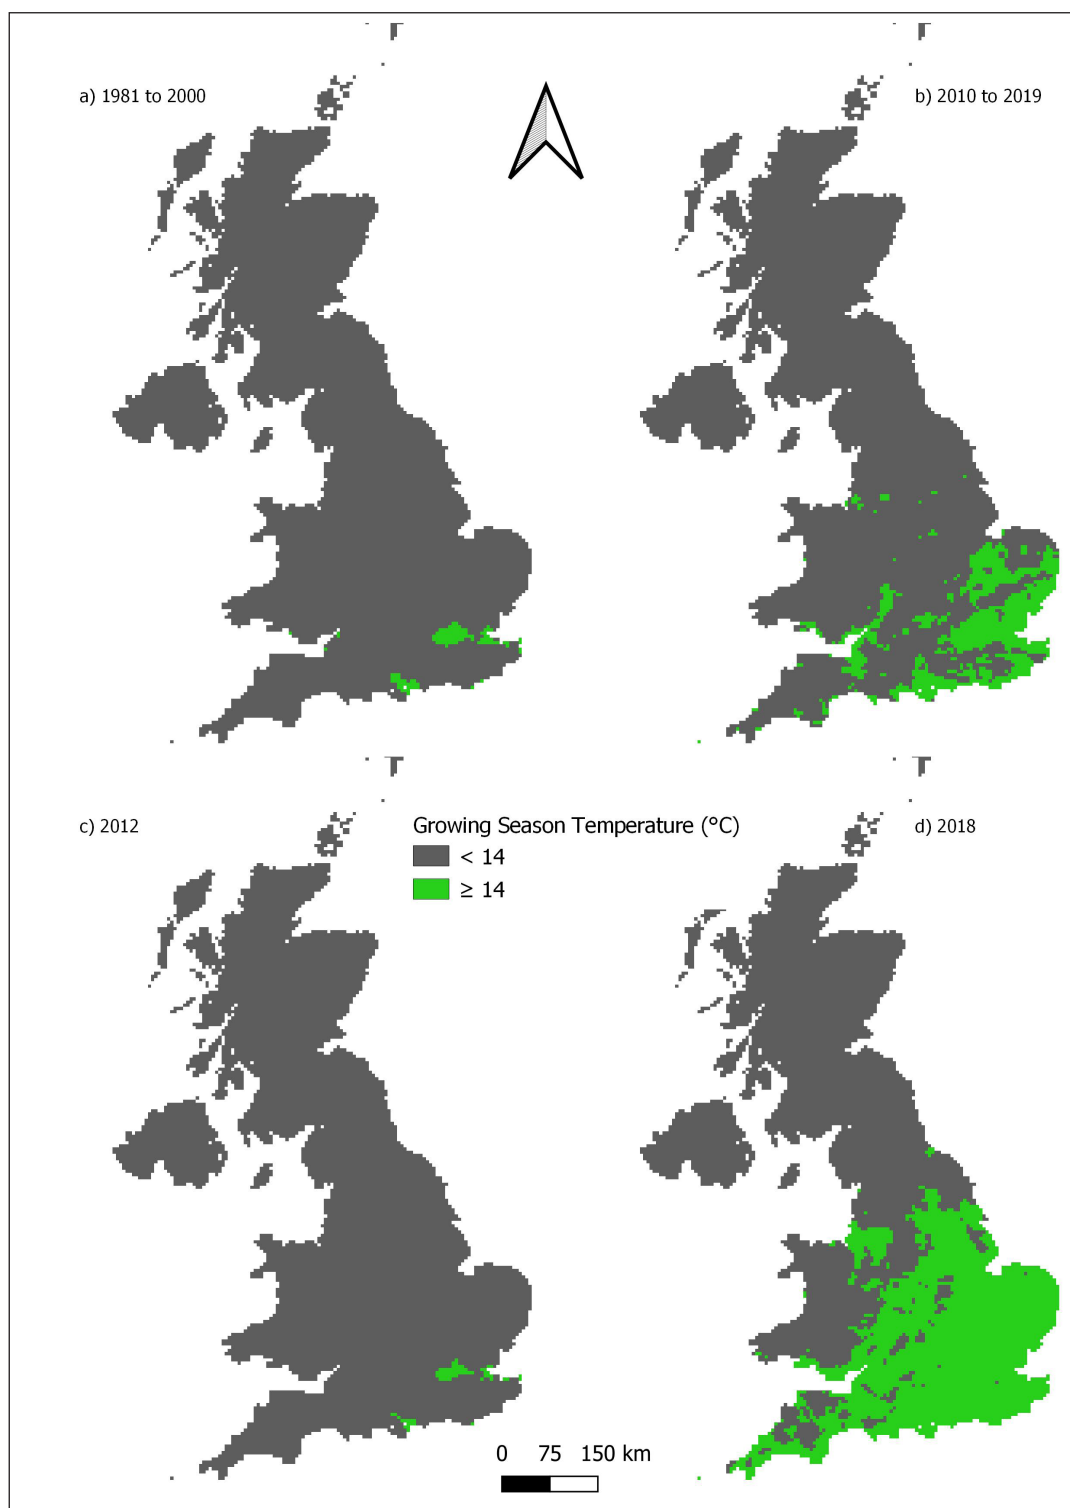 a) 1981 to 2000
b) 2010 to 2019
c) 2012
Growing Season Temperature (°C)
< 14
≥ 14
d) 2018
0 75 150 km